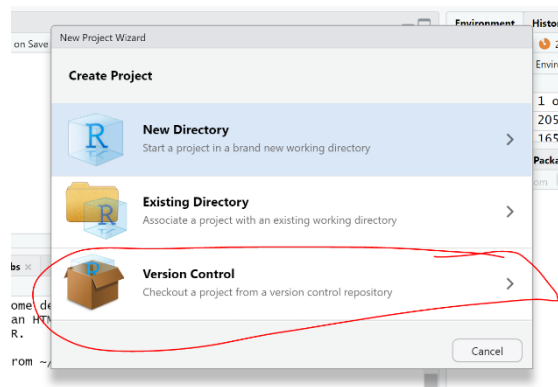 Environment Histo
on Save
New Project Wizard
Create Project
Envir
New Directory
Start a project in a brand new working directory
1 o
205
165
Packa
om
Existing Directory
Associate a project with an existing working directory
bs ×
Version Control
Checkout a project from a version control repository
ome de
an HTM
R.
rom ~/
Cancel